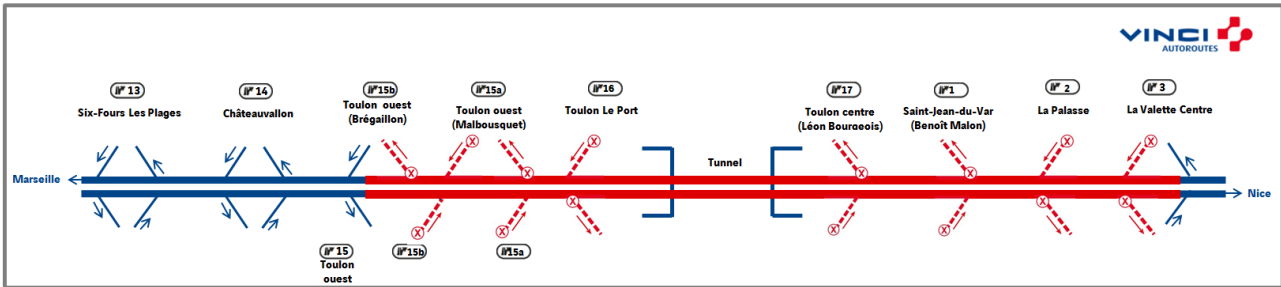 VINCI
AUTOROUTES
13
14
15b
15a
16
17
1
2
3
Six-Fours Les Plages
Châteauvallon
Toulon ouest
(Brégaillon)
Toulon ouest
(Malbousquet)
Toulon Le Port
Toulon centre
(Léon Bourgeois)
Saint-Jean-du-Var
(Benoît Malon)
La Palasse
La Valette Centre
Tunnel
Marseille
Nice
15
Toulon
ouest
15b
15a